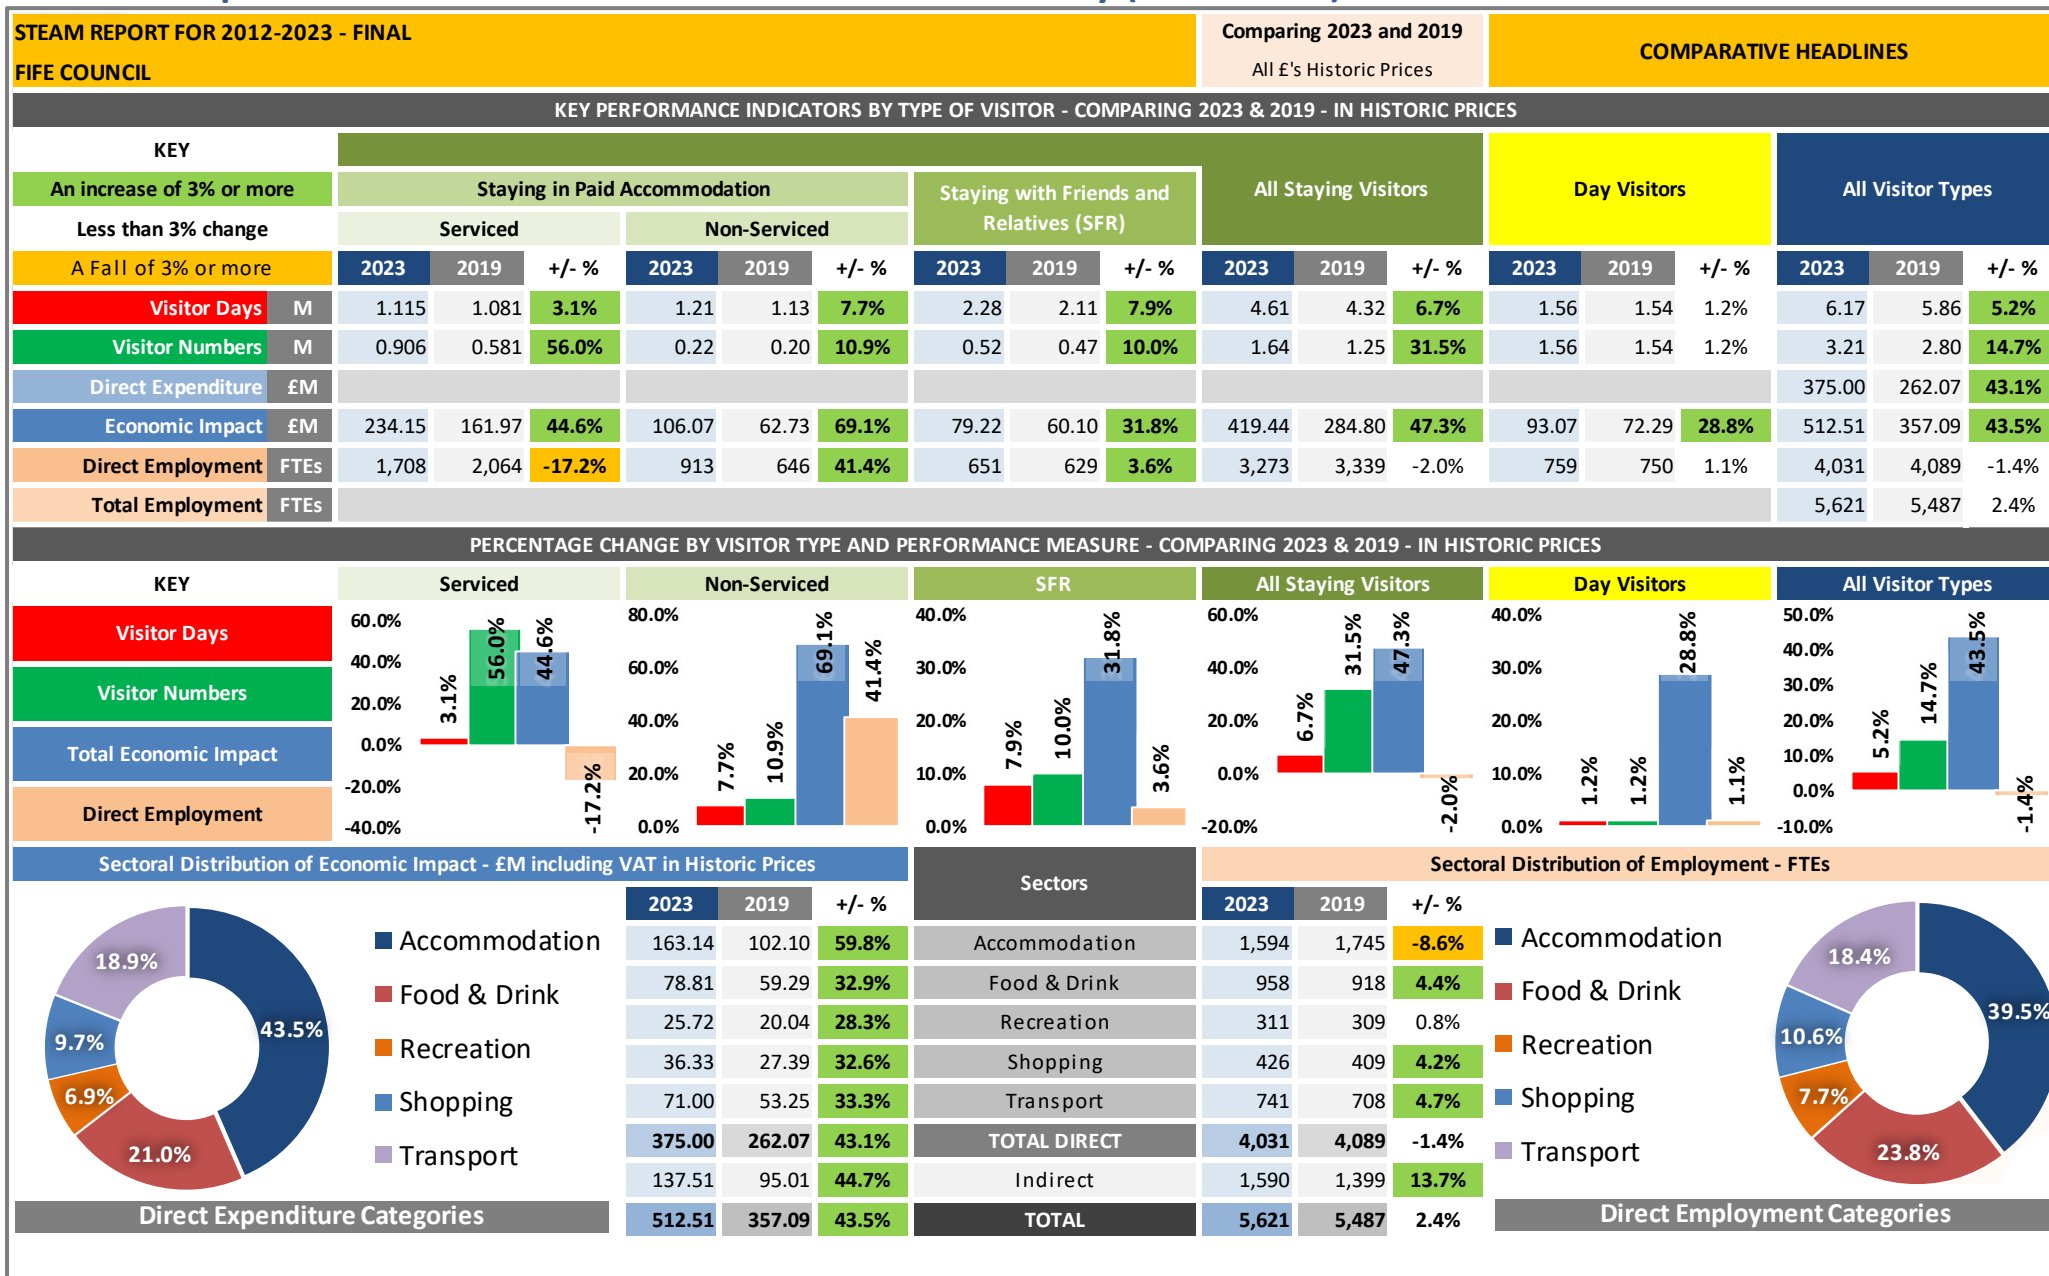 STEAM REPORT FOR 2012-2023 - FINAL
FIFE COUNCIL
Comparing 2023 and 2019
All £'s Historic Prices
COMPARATIVE HEADLINES
KEY PERFORMANCE INDICATORS BY TYPE OF VISITOR - COMPARING 2023 & 2019 - IN HISTORIC PRICES
KEY
An increase of 3% or more
Less than 3% change
A Fall of 3% or more
Staying in Paid Accommodation
Serviced
Non-Serviced
Staying with Friends and
Relatives (SFR)
All Staying Visitors
Day Visitors
All Visitor Types
2023 2019 +/- % 2023 2019 +/- % 2023 2019 +/- % 2023 2019 +/- % 2023 2019 +/- % 2023 2019 +/- %
Visitor Days M 1.115 1.081 3.1% 1.21 1.13 7.7% 2.28 2.11 7.9% 4.61 4.32 6.7% 1.56 1.54 1.2% 6.17 5.86 5.2%
Visitor Numbers M 0.906 0.581 56.0% 0.22 0.20 10.9% 0.52 0.47 10.0% 1.64 1.25 31.5% 1.56 1.54 1.2% 3.21 2.80 14.7%
Direct Expenditure £M 375.00 262.07 43.1%
Economic Impact £M 234.15 161.97 44.6% 106.07 62.73 69.1% 79.22 60.10 31.8% 419.44 284.80 47.3% 93.07 72.29 28.8% 512.51 357.09 43.5%
Direct Employment FTEs 1,708 2,064 -17.2% 913 646 41.4% 651 629 3.6% 3,273 3,339 -2.0% 759 750 1.1% 4,031 4,089 -1.4%
Total Employment FTEs 5,621 5,487 2.4%
PERCENTAGE CHANGE BY VISITOR TYPE AND PERFORMANCE MEASURE - COMPARING 2023 & 2019 - IN HISTORIC PRICES
KEY
Visitor Days
Visitor Numbers
Total Economic Impact
Direct Employment
Serviced
60.0%
40.0%
20.0%
0.0%
-20.0%
-40.0%
3.1%
56.0%
44.6%
-17.2%
Non-Serviced
80.0%
60.0%
40.0%
20.0%
0.0%
7.7%
10.9%
69.1%
41.4%
SFR
40.0%
30.0%
20.0%
10.0%
0.0%
7.9%
10.0%
31.8%
3.6%
All Staying Visitors
60.0%
40.0%
20.0%
0.0%
-20.0%
6.7%
31.5%
47.3%
-2.0%
Day Visitors
40.0%
30.0%
20.0%
10.0%
0.0%
1.2%
1.2%
28.8%
1.1%
All Visitor Types
50.0%
40.0%
30.0%
20.0%
10.0%
0.0%
-10.0%
5.2%
14.7%
43.5%
-1.4%
Sectoral Distribution of Economic Impact - £M including VAT in Historic Prices
Sectors
Sectoral Distribution of Employment - FTEs
2023 2019 +/- % 2023 2019 +/- %
163.14 102.10 59.8% Accommodation 1,594 1,745 -8.6%
78.81 59.29 32.9% Food & Drink 958 918 4.4%
25.72 20.04 28.3% Recreation 311 309 0.8%
36.33 27.39 32.6% Shopping 426 409 4.2%
71.00 53.25 33.3% Transport 741 708 4.7%
375.00 262.07 43.1% TOTAL DIRECT 4,031 4,089 -1.4%
137.51 95.01 44.7% Indirect 1,590 1,399 13.7%
512.51 357.09 43.5% TOTAL 5,621 5,487 2.4%
18.9%
43.5%
9.7%
6.9%
21.0%
Accommodation
Food & Drink
Recreation
Shopping
Transport
Direct Expenditure Categories
Accommodation
Food & Drink
Recreation
Shopping
Transport
18.4%
39.5%
10.6%
7.7%
23.8%
Direct Employment Categories